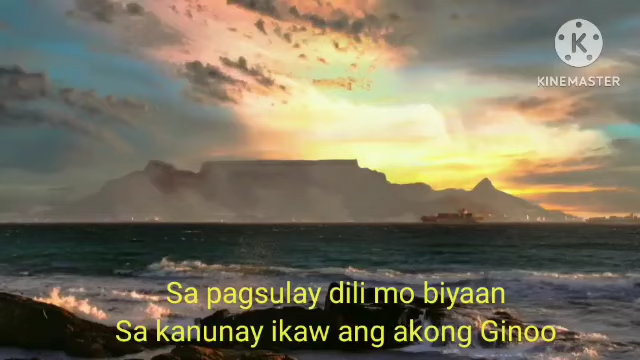 K
KINEMASTER
Sa pagsulay dili mo biyaan
Sa kanunay ikaw ang akong Ginoo